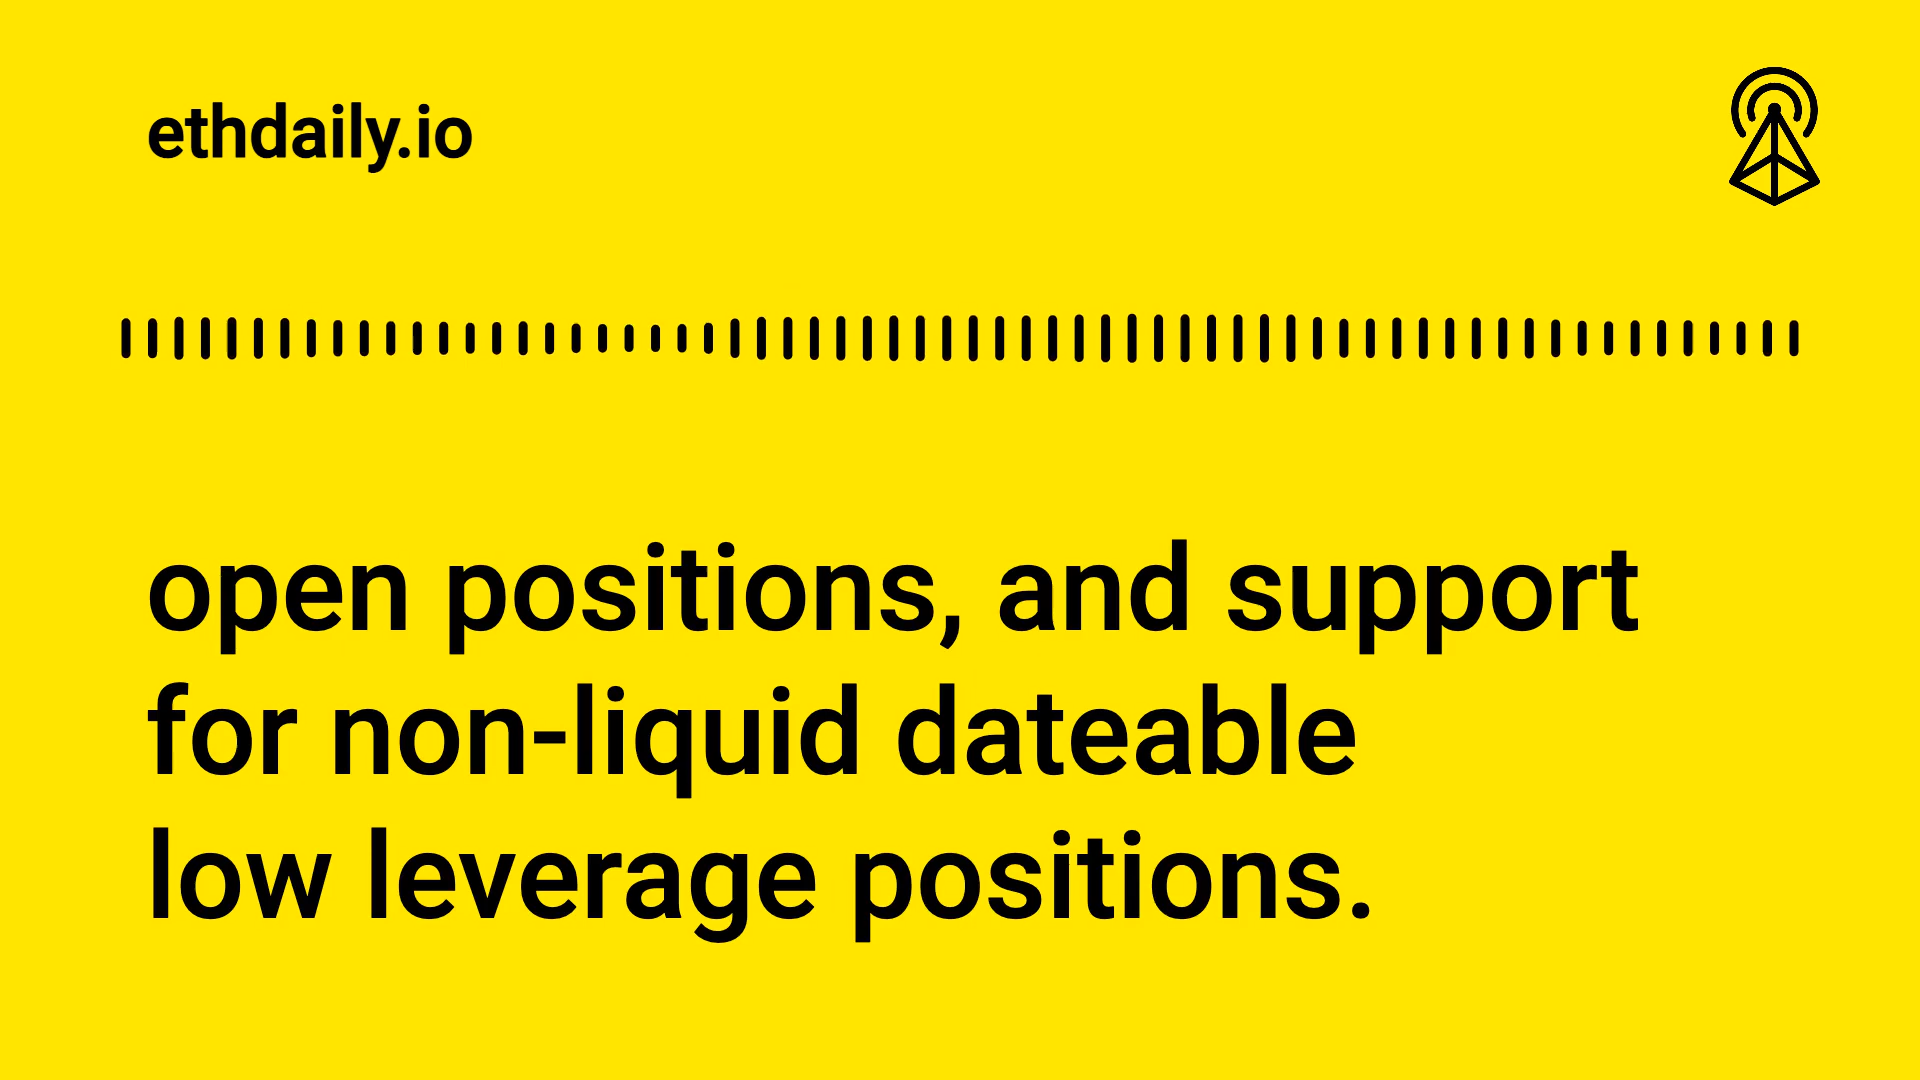 ethdaily.io
open positions, and support
for non-liquid dateable
low leverage positions.